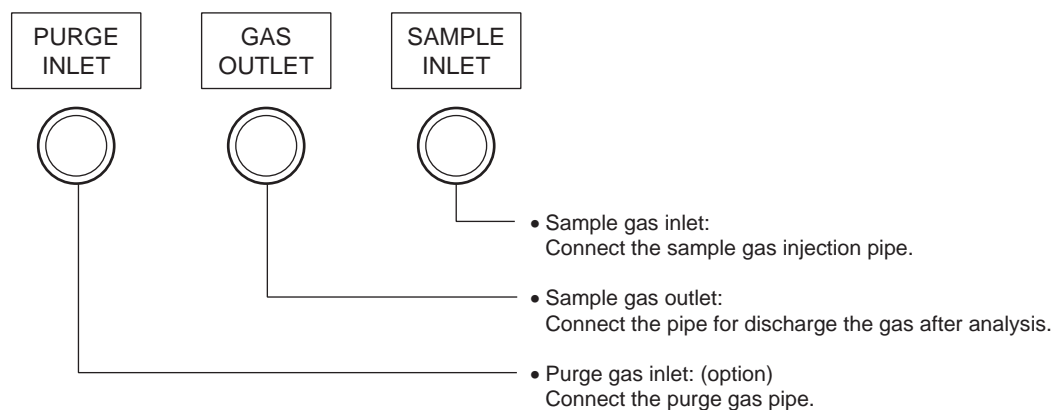 PURGE
INLET
GAS
OUTLET
SAMPLE
INLET
• Sample gas inlet:
Connect the sample gas injection pipe.
• Sample gas outlet:
Connect the pipe for discharge the gas after analysis.
• Purge gas inlet: (option)
Connect the purge gas pipe.